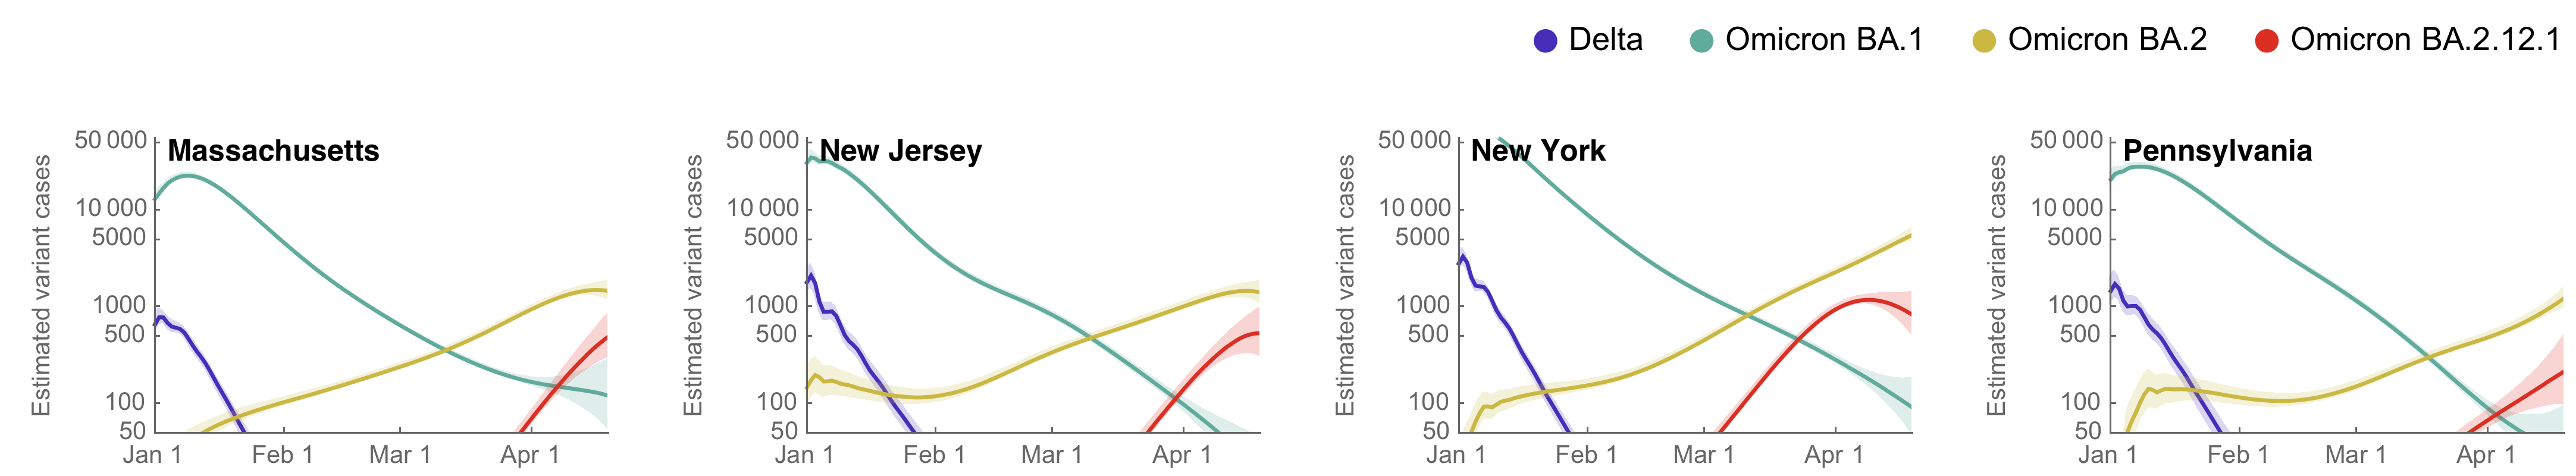 Delta Omicron BA.1 Omicron BA.2 Omicron BA.2.12.1
Estimated variant cases
50 000
10 000
5000
1000
500
100
50
Massachusetts
Jan 1 Feb 1 Mar 1 Apr 1
Estimated variant cases
50 000
10 000
5000
1000
500
100
50
New Jersey
Jan 1 Feb 1 Mar 1 Apr 1
Estimated variant cases
50 000
10 000
5000
1000
500
100
50
New York
Jan 1 Feb 1 Mar 1 Apr 1
Estimated variant cases
50 000
10 000
5000
1000
500
100
50
Pennsylvania
Jan 1 Feb 1 Mar 1 Apr 1